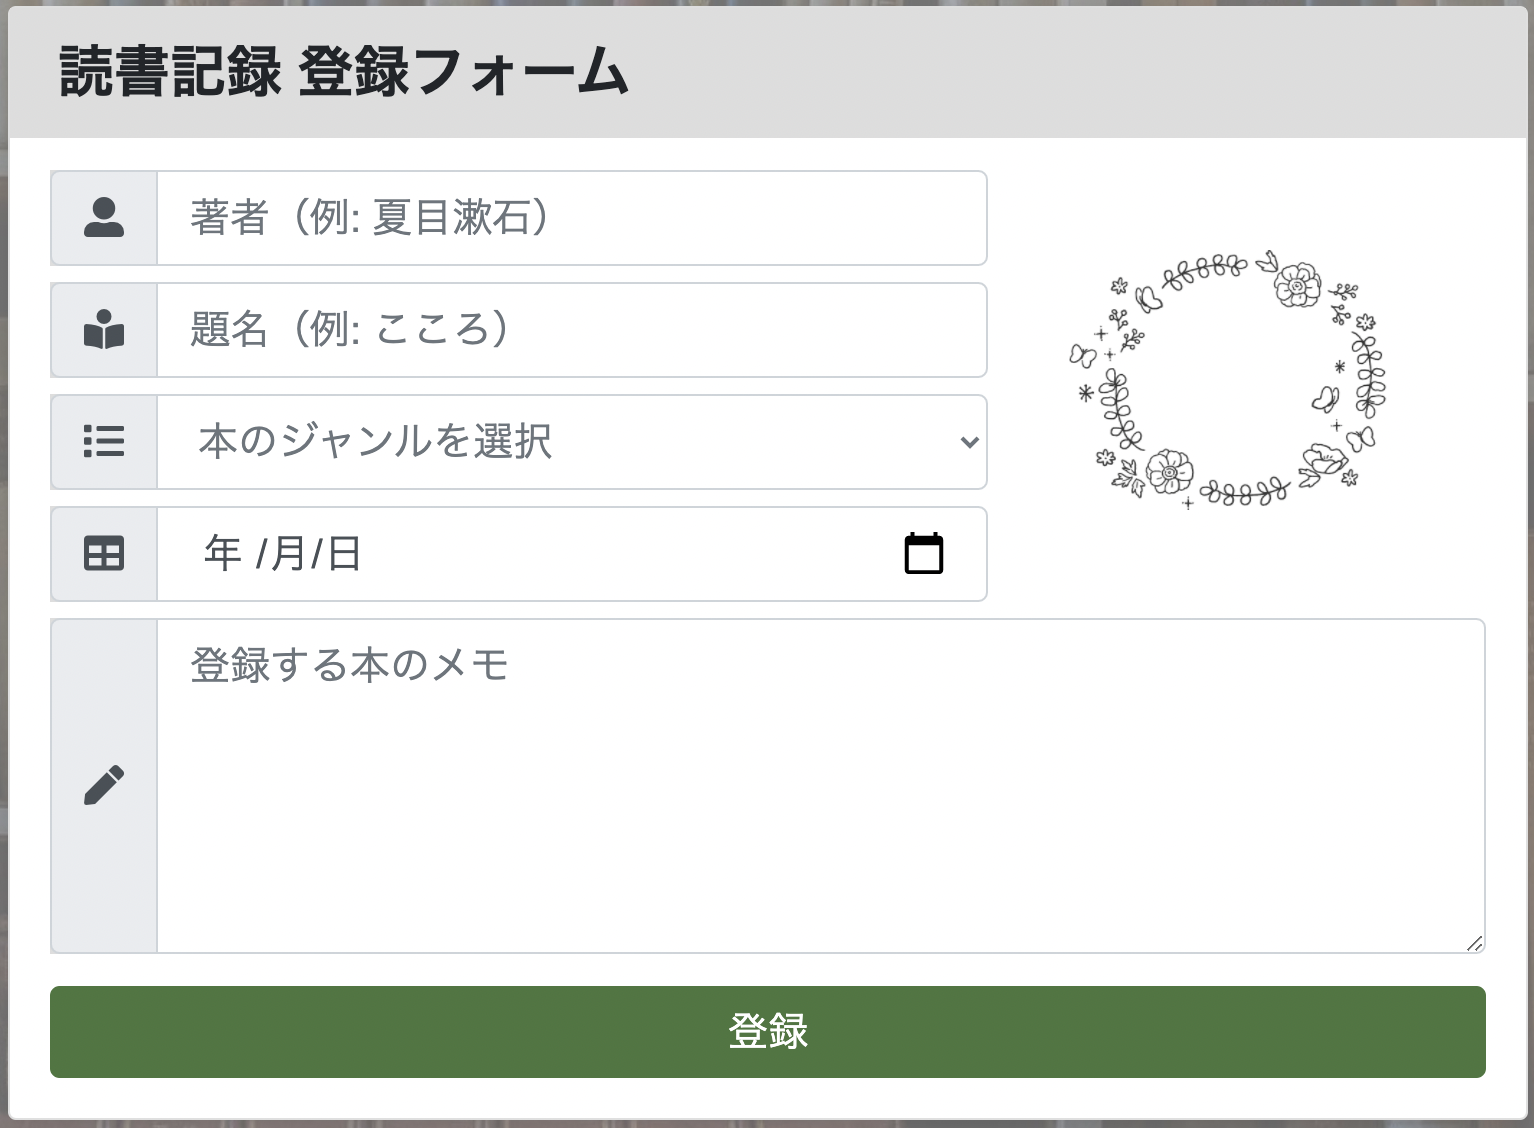 読書記録 登録フォーム
著者（例: 夏目漱石）
題名（例: こころ）
本のジャンルを選択
年 /月/日
登録する本のメモ
登録